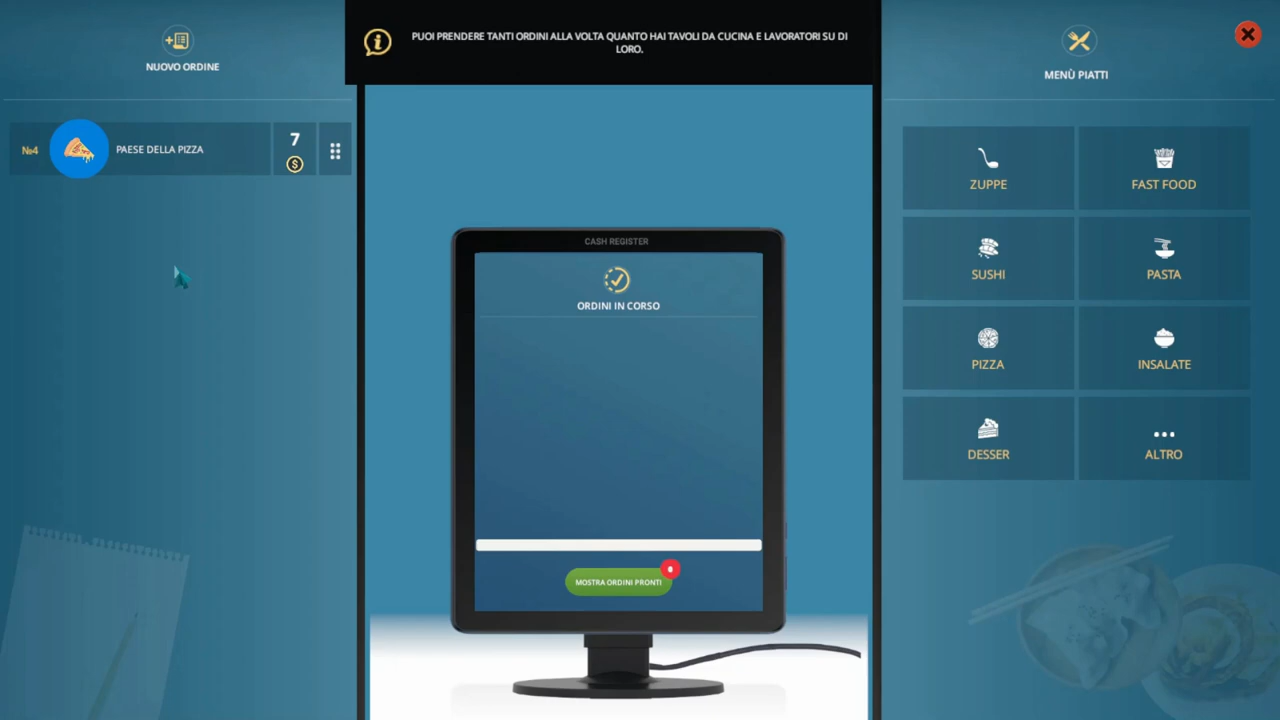 NUOVO ORDINE
№4
PAESE DELLA PIZZA
7
PUOI PRENDERE TANTI ORDINI ALLA VOLTA QUANTO HAI TAVOLI DA CUCINA E LAVORATORI SU DI
LORO.
CASH REGISTER
ORDINI IN CORSO
MOSTRA ORDINI PRONTI
MENÙ PIATTI
ZUPPE
FAST FOOD
SUSHI
PASTA
PIZZA
INSALATE
DESSER
ALTRO